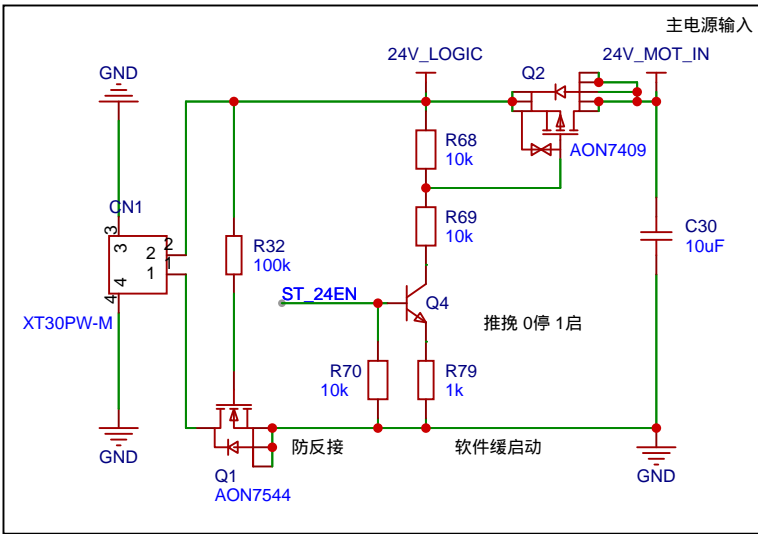 主电源输入
24V_LOGIC
24V_MOT_IN
GND
Q2
R68
10k
AON7409
CN1
3
3
2
2
1
1
4
4
XT30PW-M
R32
100k
R69
10k
C30
10uF
ST_24EN
Q4
推挽 0停 1启
R70
10k
R79
1k
GND
防反接
软件缓启动
GND
Q1
AON7544